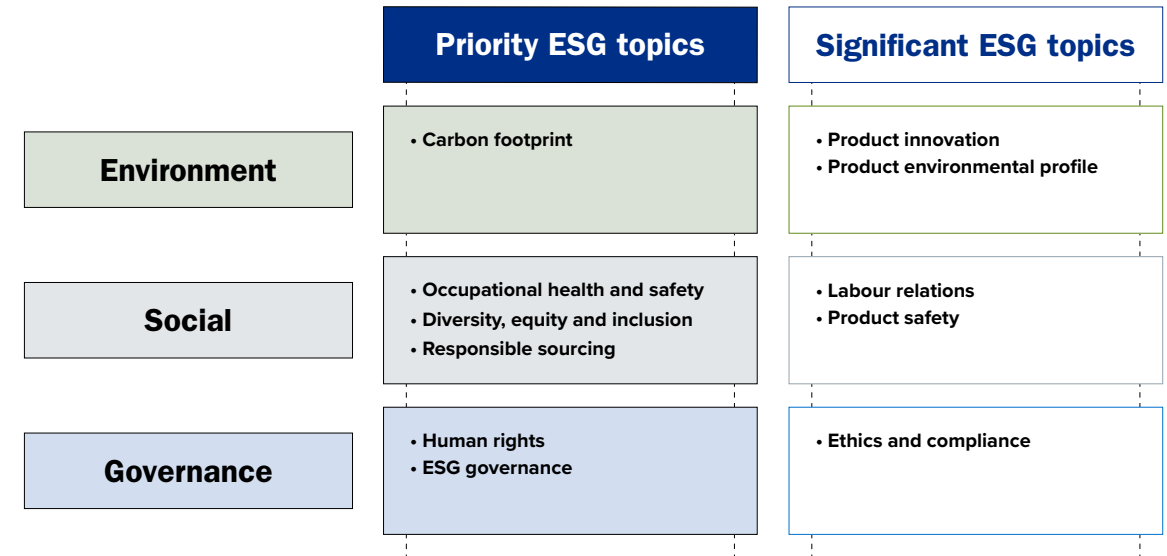 Priority ESG topics
Significant ESG topics
Environment
• Carbon footprint
• Product innovation
• Product environmental profile
Social
• Occupational health and safety
• Diversity, equity and inclusion
• Responsible sourcing
• Labour relations
• Product safety
Governance
• Human rights
• ESG governance
• Ethics and compliance